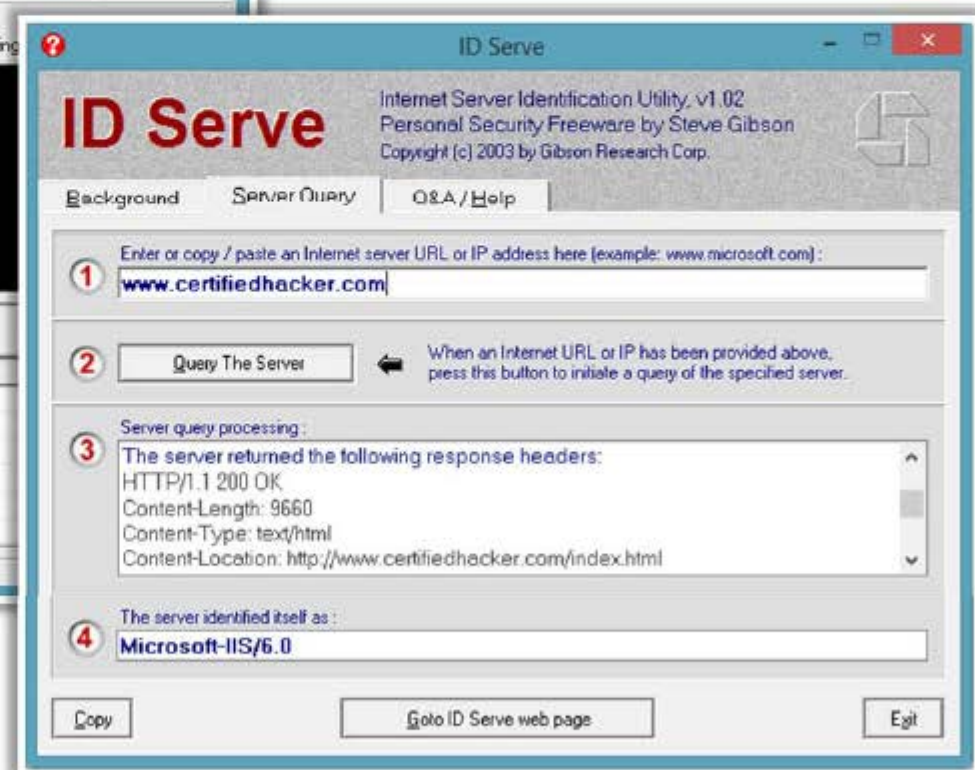 ID Serve
ID Serve
Internet Server Identification Utility, v1.02
Personal Security Freeware by Steve Gibson
Copyright (c) 2003 by Gibson Research Corp.
Background
Server Query
Q&A / Help
1
Enter or copy / paste an Internet server URL or IP address here (example: www.microsoft.com) :
www.certifiedhacker.com
2
Query The Server
When an Internet URL or IP has been provided above,
press this button to initiate a query of the specified server.
3
Server query processing :
The server returned the following response headers:
HTTP/1.1 200 OK
Content-Length: 9660
Content-Type: text/html
Content-Location: http://www.certifiedhacker.com/index.html
4
The server identified itself as :
Microsoft-IIS/6.0
Copy
Goto ID Serve web page
Exit